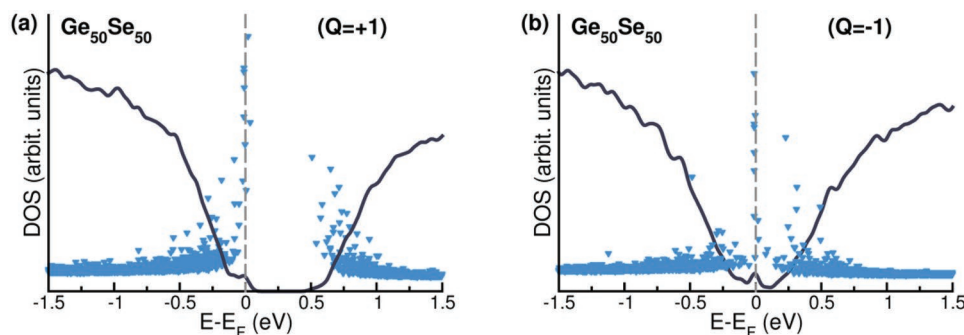 (a) Ge50Se50 (Q=+1)
DOS (arbit. units)
-1.5 -1 -0.5 0 0.5 1 1.5
E-EF (eV)
(b) Ge50Se50 (Q=-1)
DOS (arbit. units)
-1.5 -1 -0.5 0 0.5 1 1.5
E-EF (eV)